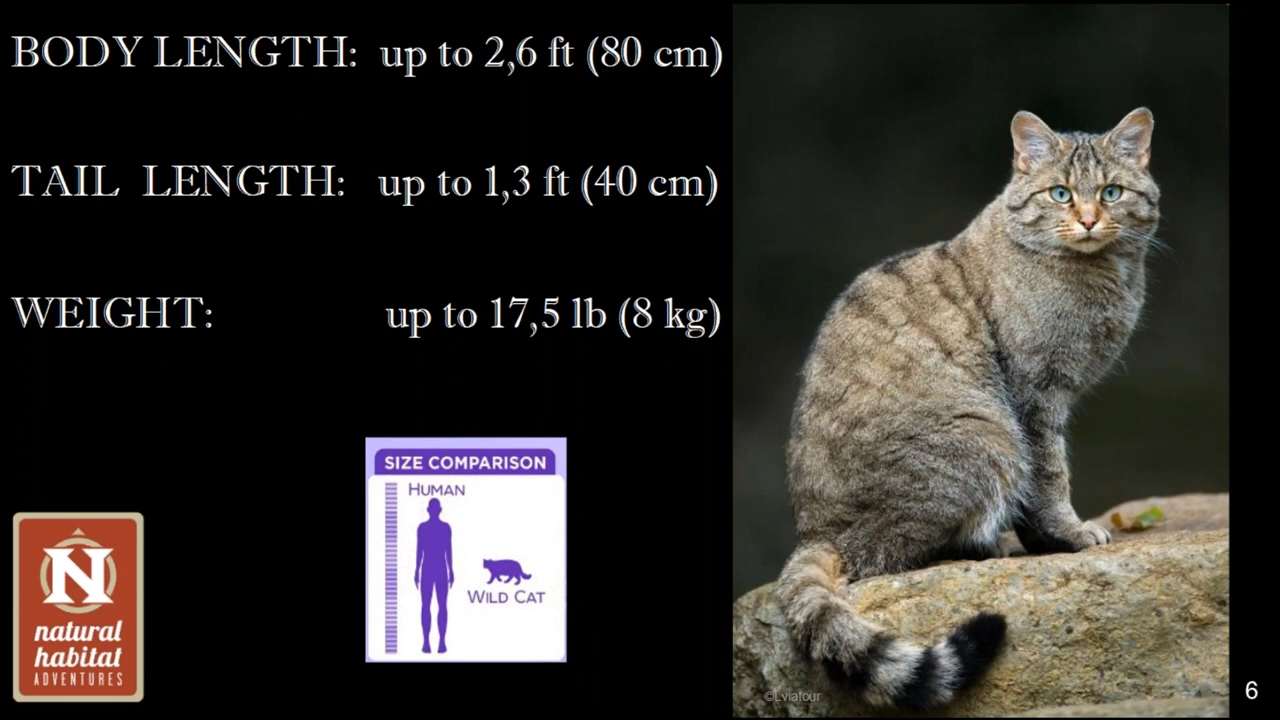 BODY LENGTH: up to 2,6 ft (80 cm)
TAIL LENGTH: up to 1,3 ft (40 cm)
WEIGHT: up to 17,5 lb (8 kg)
SIZE COMPARISON
HUMAN
WILD CAT
N
natural
habitat
ADVENTURES
©Lviatour
6